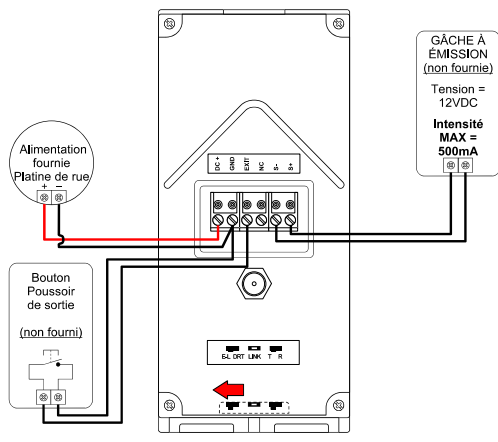 GÂCHE À
ÉMISSION
(non fournie)
Tension =
12VDC
Intensité
MAX =
500mA
Alimentation
fournie
Platine de rue
+ −
DC + GND EXIT NC S- S+
Bouton
Poussoir
de sortie
(non fourni)
E-L ORT LINK T R